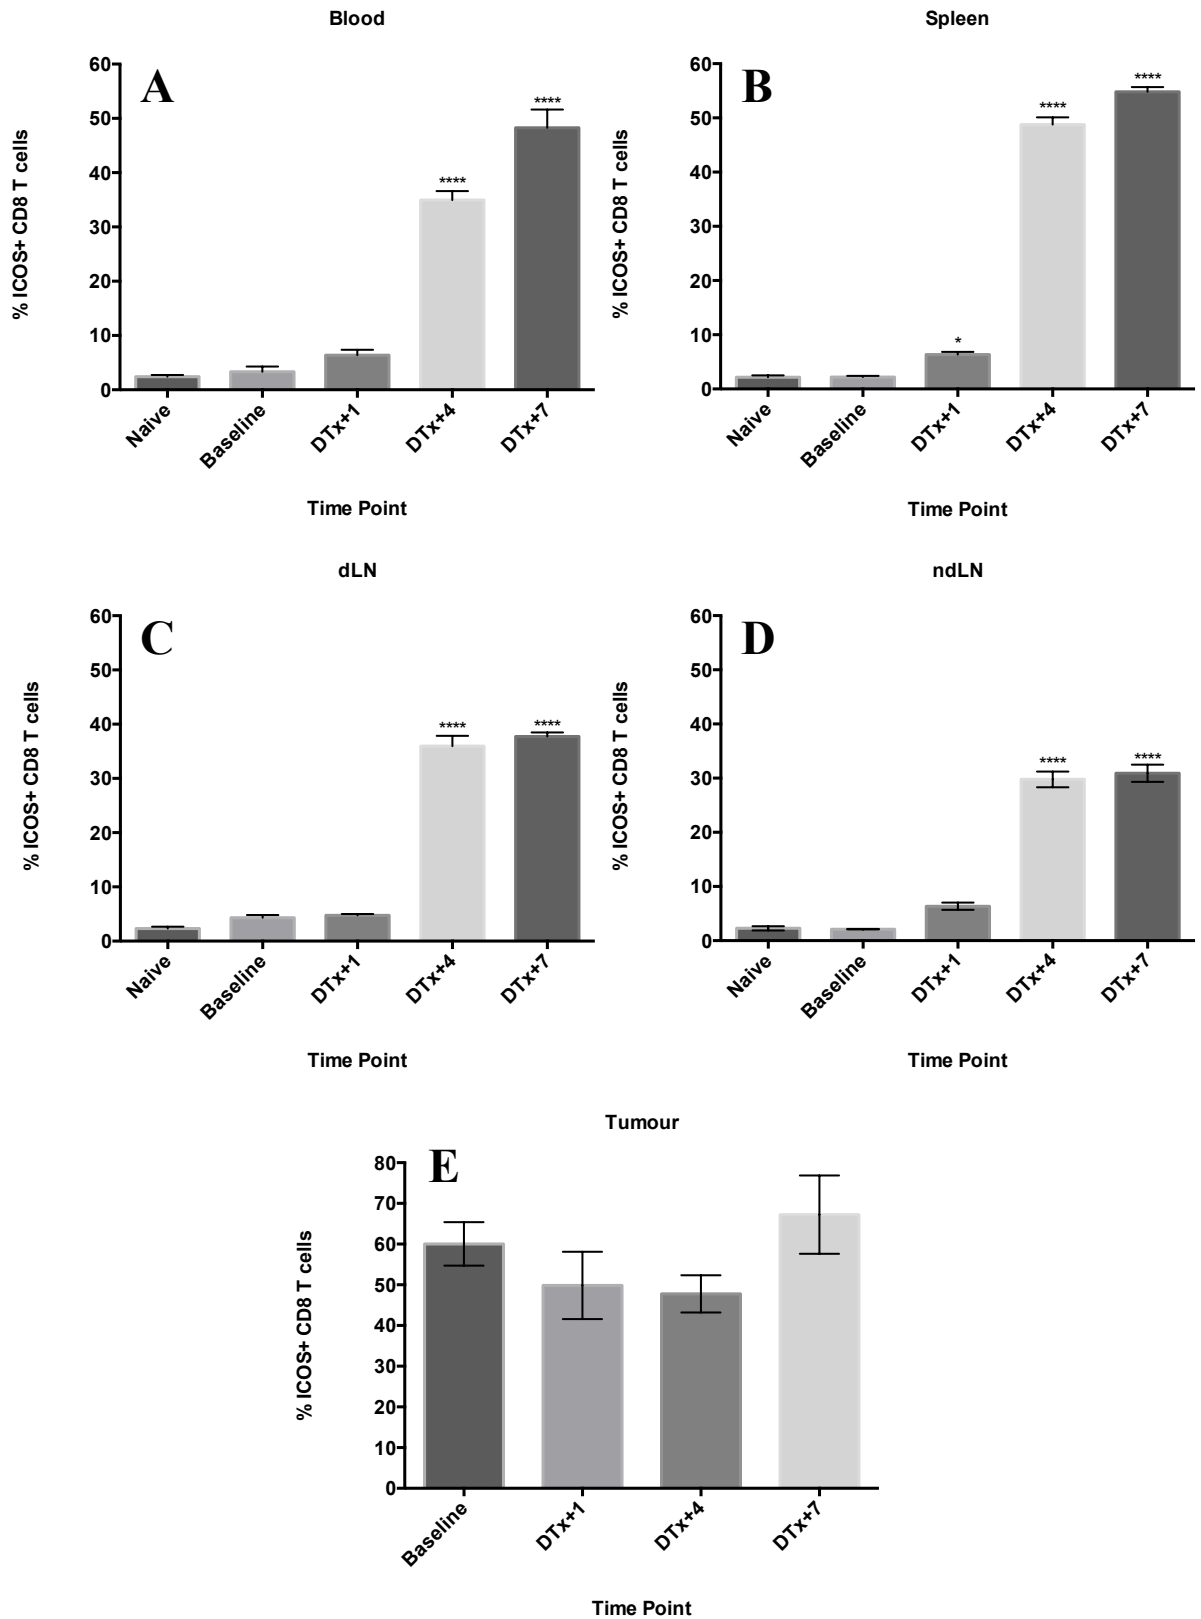 Blood
A
% ICOS+ CD8 T cells
60
50
40
30
20
10
0
****
****
Naive
Baseline
DTx+1
DTx+4
DTx+7
Time Point
Spleen
B
% ICOS+ CD8 T cells
60
50
40
30
20
10
0
*
****
****
Naive
Baseline
DTx+1
DTx+4
DTx+7
Time Point
dLN
C
% ICOS+ CD8 T cells
60
50
40
30
20
10
0
****
****
Naive
Baseline
DTx+1
DTx+4
DTx+7
Time Point
ndLN
D
% ICOS+ CD8 T cells
60
50
40
30
20
10
0
****
****
Naive
Baseline
DTx+1
DTx+4
DTx+7
Time Point
Tumour
E
% ICOS+ CD8 T cells
80
70
60
50
40
30
20
10
0
Baseline
DTx+1
DTx+4
DTx+7
Time Point